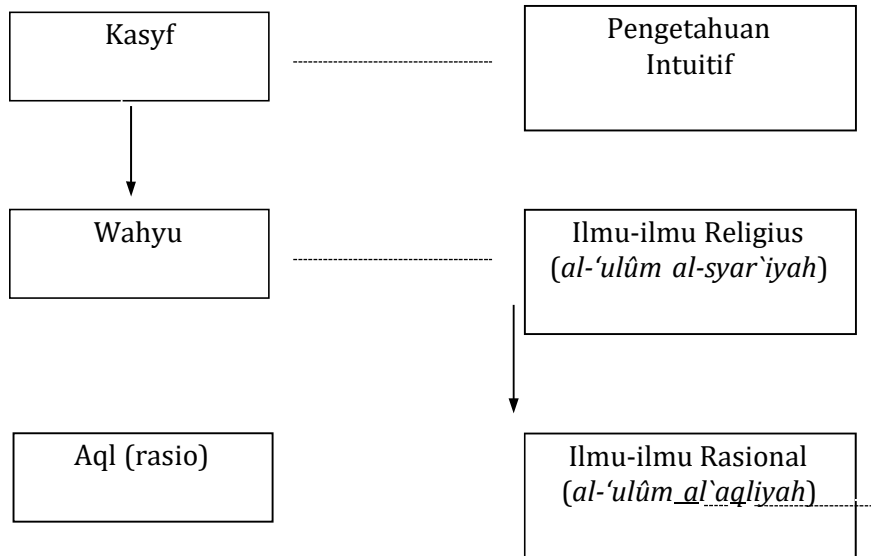 Kasyf
Pengetahuan
Intuitif
Wahyu
Ilmu-ilmu Religius
(al-‘ulûm al-syar`iyah)
Aql (rasio)
Ilmu-ilmu Rasional
(al-‘ulûm al`aqliyah)